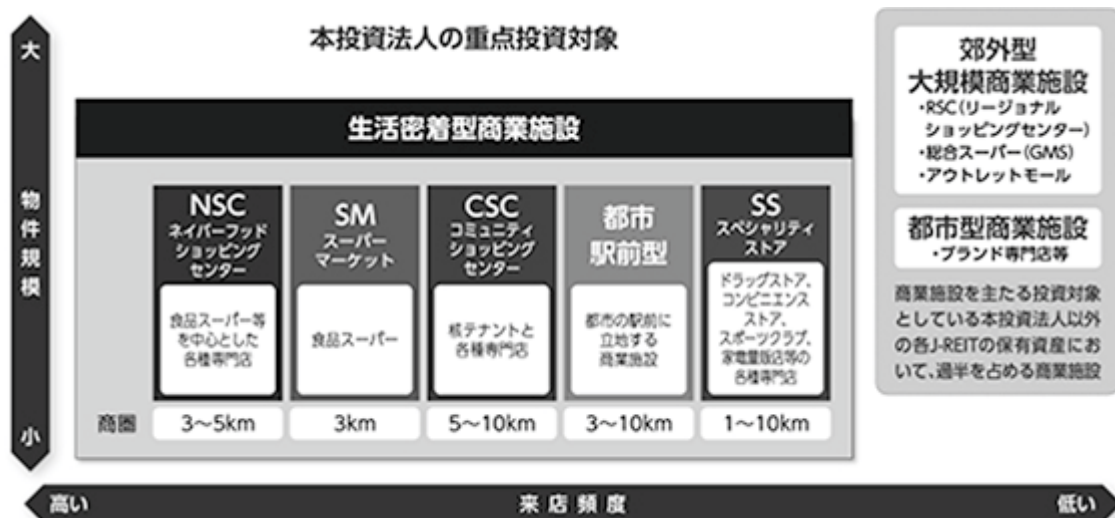 大
物件規模
小
本投資法人の重点投資対象
生活密着型商業施設
NSC
ネイバーフッド
ショッピング
センター
食品スーパー等
を中心とした
各種専門店
SM
スーパー
マーケット
食品スーパー
CSC
コミュニティ
ショッピング
センター
核テナントと
各種専門店
都市
駅前型
都市の駅前に
立地する
商業施設
SS
スペシャリティ
ストア
ドラッグストア、
コンビニエンス
ストア、
スポーツクラブ、
家電量販店等の
各種専門店
商圏
3～5km
3km
5～10km
3～10km
1～10km
郊外型
大規模商業施設
・RSC(リージョナル
ショッピングセンター)
・総合スーパー(GMS)
・アウトレットモール
都市型商業施設
・ブランド専門店等
商業施設を主たる投資対象
としている本投資法人以外
の各J-REITの保有資産にお
いて、過半を占める商業施設
高い
来店頻度
低い